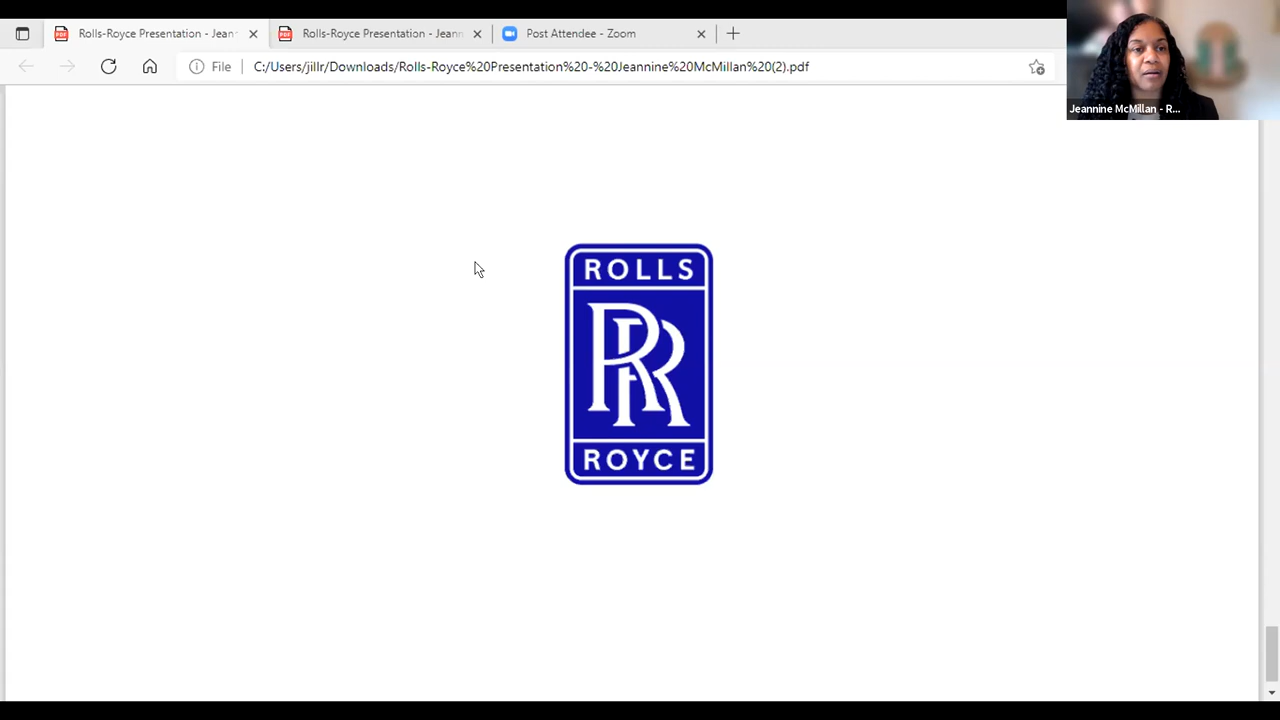 Rolls-Royce Presentation - Jean
Rolls-Royce Presentation - Jeann
Post Attendee - Zoom
File
C:/Users/jillr/Downloads/Rolls-Royce%20Presentation%20-%20Jeannine%20McMillan%20(2).pdf
Jeannine McMillan - R...
ROLLS
RR
ROYCE